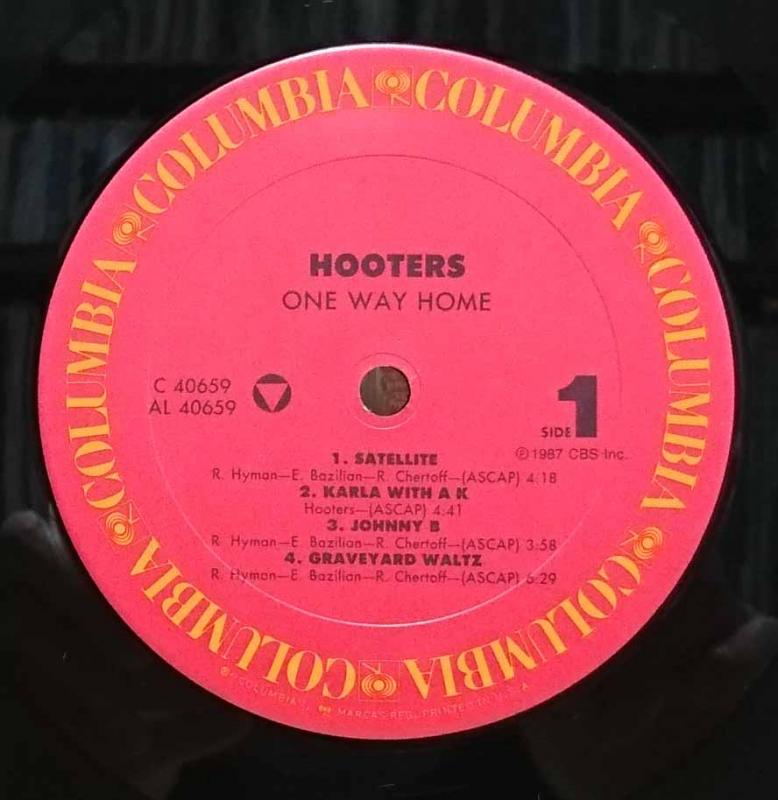 COLUMBIA COLUMBIA COLUMBIA COLUMBIA COLUMBIA COLUMBIA COLUMBIA COLUMBIA
HOOTERS
ONE WAY HOME
C 40659
AL 40659
SIDE 1
℗ 1987 CBS Inc.
1. SATELLITE
R. Hyman—E. Bazilian—R. Chertoff—(ASCAP) 4:18
2. KARLA WITH A K
Hooters—(ASCAP) 4:41
3. JOHNNY B
R. Hyman—E. Bazilian—R. Chertoff—(ASCAP) 3:58
4. GRAVEYARD WALTZ
R. Hyman—E. Bazilian—R. Chertoff—(ASCAP) 6:29
"COLUMBIA", MARCAS REG. PRINTED IN U.S.A.